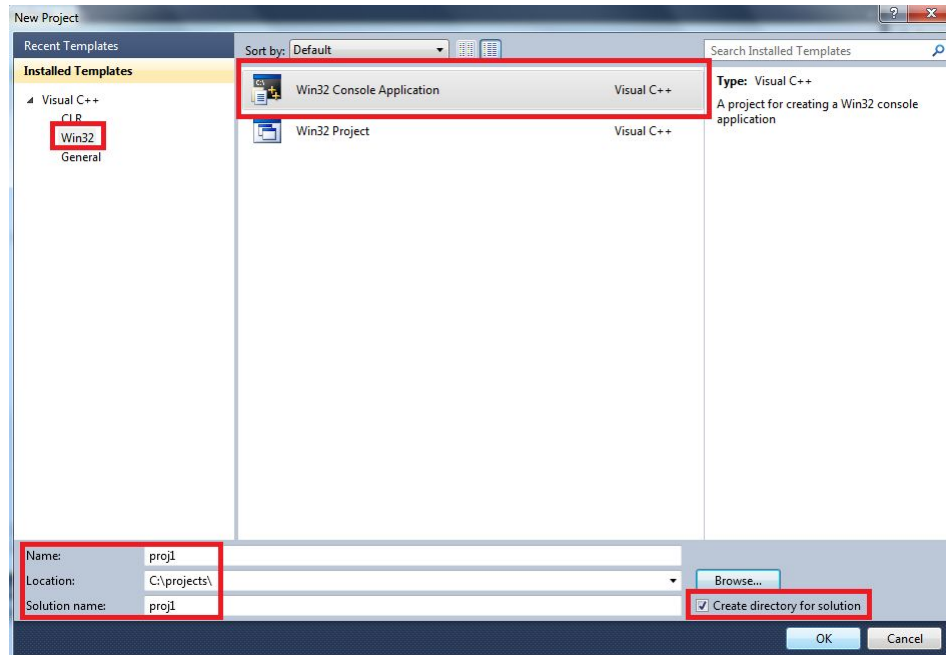 New Project
Recent Templates
Installed Templates
Visual C++
CLR
Win32
General
Sort by: Default
Win32 Console Application Visual C++
Win32 Project Visual C++
Search Installed Templates
Type: Visual C++
A project for creating a Win32 console
application
Name: proj1
Location: C:\projects\
Solution name: proj1
Browse...
Create directory for solution
OK Cancel